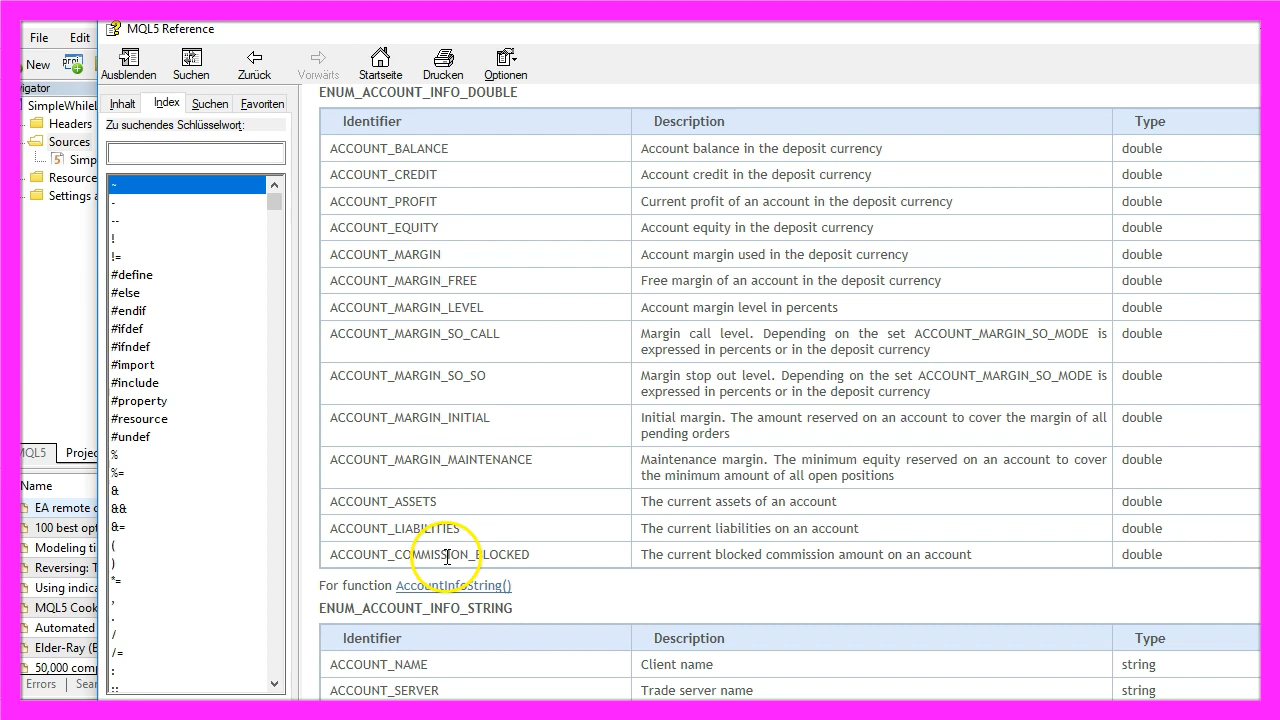 MQL5 Reference
File Edit
New
Ausblenden Suchen Zurück Vorwärts Startseite Drucken Optionen
SimpleWhileL
Headers
Sources
Simp
Resource
Settings a
MQL5 Projec
Name
EA remote c
100 best opt
Modeling ti
Reversing: T
Using indica
MQL5 Cook
Automated
Elder-Ray (B
50,000 comp
Errors Sear
Inhalt Index Suchen Favoriten
Zu suchendes Schlüsselwort:
~
-
--
!
!=
#define
#else
#endif
#ifdef
#ifndef
#import
#include
#property
#resource
#undef
%
%=
&
&&
&=
(
)
*=
,
.
/
/=
:
::
ENUM_ACCOUNT_INFO_DOUBLE
Identifier Description Type
ACCOUNT_BALANCE Account balance in the deposit currency double
ACCOUNT_CREDIT Account credit in the deposit currency double
ACCOUNT_PROFIT Current profit of an account in the deposit currency double
ACCOUNT_EQUITY Account equity in the deposit currency double
ACCOUNT_MARGIN Account margin used in the deposit currency double
ACCOUNT_MARGIN_FREE Free margin of an account in the deposit currency double
ACCOUNT_MARGIN_LEVEL Account margin level in percents double
ACCOUNT_MARGIN_SO_CALL Margin call level. Depending on the set ACCOUNT_MARGIN_SO_MODE is double
expressed in percents or in the deposit currency
ACCOUNT_MARGIN_SO_SO Margin stop out level. Depending on the set ACCOUNT_MARGIN_SO_MODE is double
expressed in percents or in the deposit currency
ACCOUNT_MARGIN_INITIAL Initial margin. The amount reserved on an account to cover the margin of all double
pending orders
ACCOUNT_MARGIN_MAINTENANCE Maintenance margin. The minimum equity reserved on an account to cover double
the minimum amount of all open positions
ACCOUNT_ASSETS The current assets of an account double
ACCOUNT_LIABILITIES The current liabilities on an account double
ACCOUNT_COMMISSION_BLOCKED The current blocked commission amount on an account double
For function AccountInfoString()
ENUM_ACCOUNT_INFO_STRING
Identifier Description Type
ACCOUNT_NAME Client name string
ACCOUNT_SERVER Trade server name string